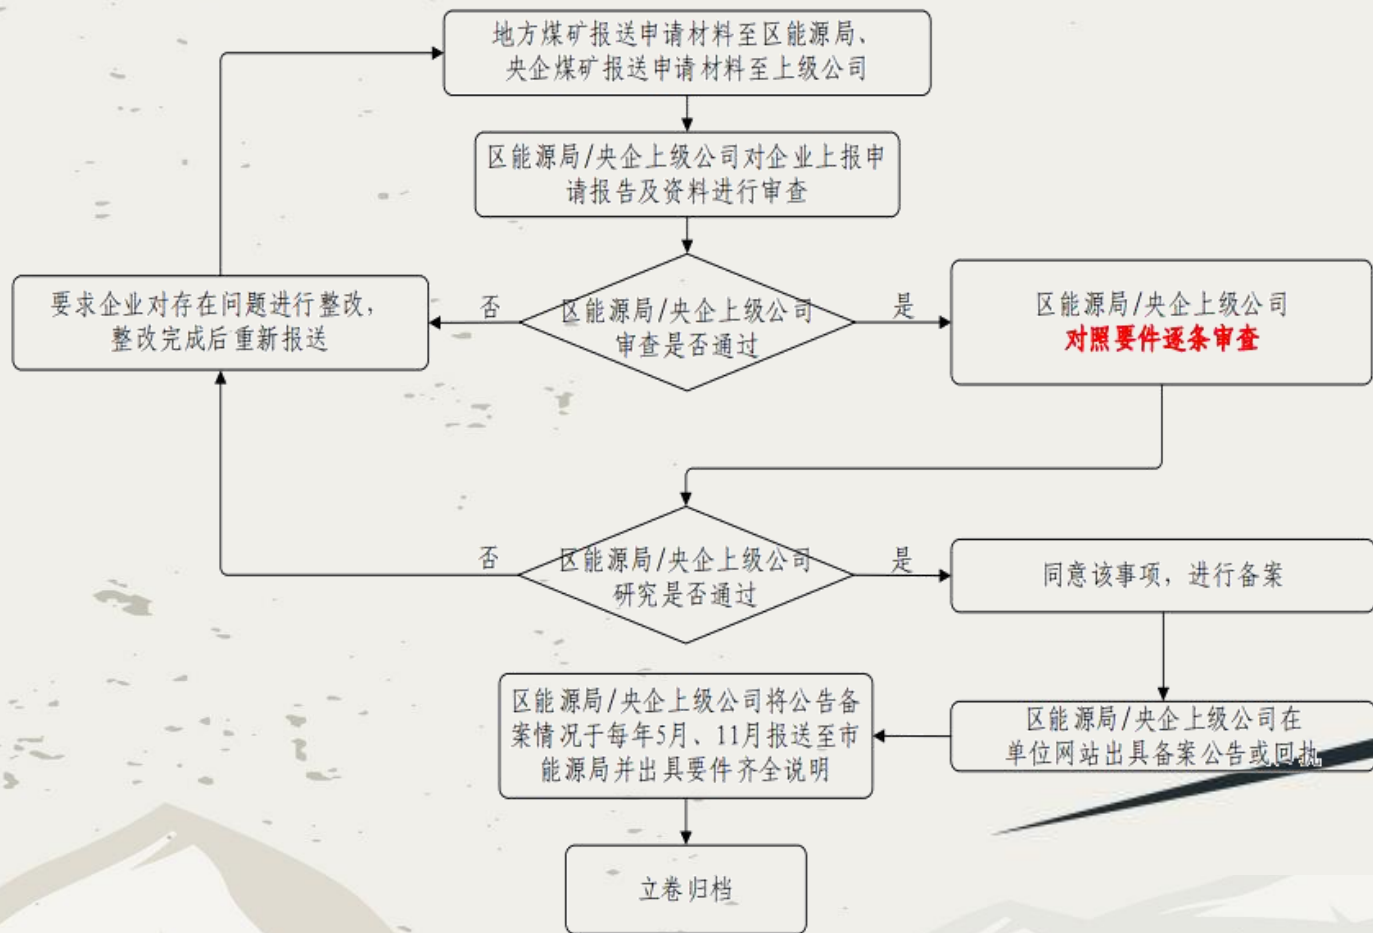 地方煤矿报送申请材料至区能源局、
央企煤矿报送申请材料至上级公司
区能源局/央企上级公司对企业上报申
请报告及资料进行审查
要求企业对存在问题进行整改,
整改完成后重新报送
否
区能源局/央企上级公司
审查是否通过
是
区能源局/央企上级公司
对照要件逐条审查
否
区能源局/央企上级公司
研究是否通过
是
同意该事项, 进行备案
区能源局/央企上级公司将公告备
案情况于每年5月、11月报送至市
能源局并出具要件齐全说明
区能源局/央企上级公司在
单位网站出具备案公告或回执
立卷归档